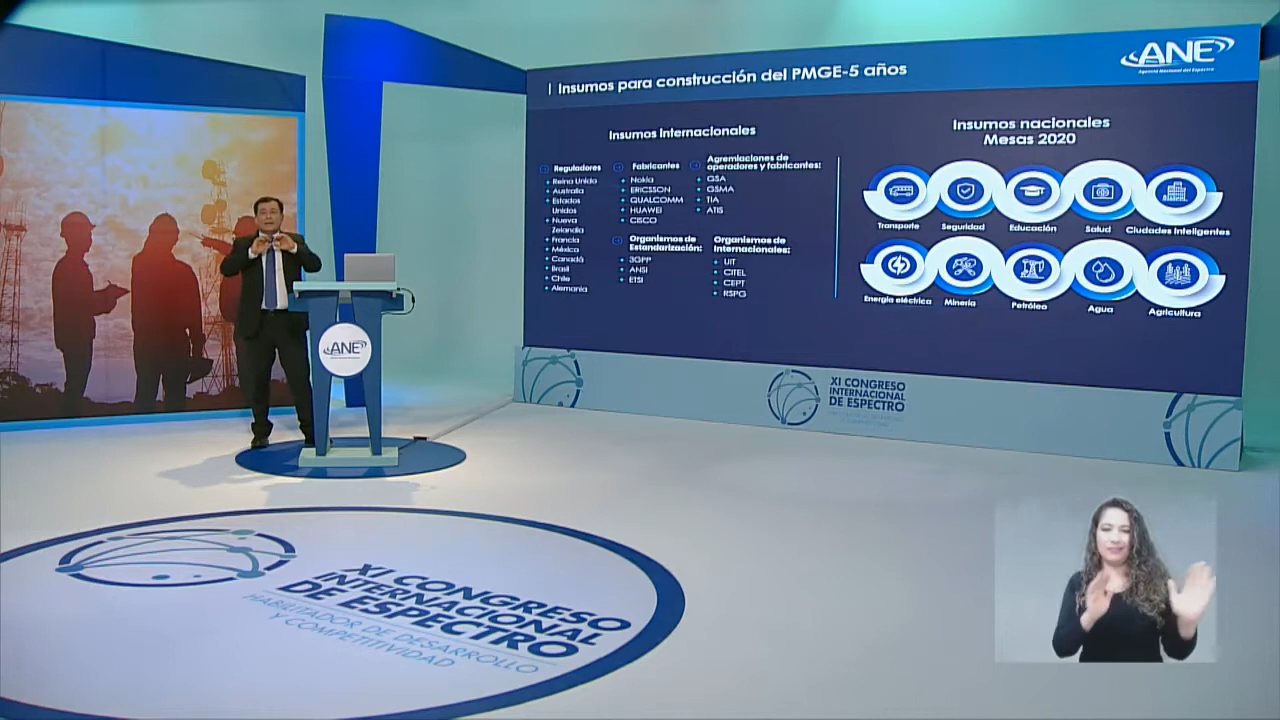 | Insumos para construcción del PMGE-5 años
ANE
Agencia Nacional del Espectro
Insumos Internacionales
Reguladores
Reino Unido
Australia
Estados
Unidos
Nueva
Zelandia
Francia
México
Canadá
Brasil
Chile
Alemania
Fabricantes
Nokia
ERICSSON
QUALCOMM
HUAWEI
CISCO
Agremiaciones de
operadores y fabricantes:
GSA
GSMA
TIA
ATIS
Organismos de
Estandarización:
3GPP
ANSI
ETSI
Organismos de
Internacionales:
UIT
CITEL
CEPT
RSPG
Insumos nacionales
Mesas 2020
Transporte
Seguridad
Educación
Salud
Ciudades Inteligentes
Energía eléctrica
Minería
Petróleo
Agua
Agricultura
ANE
XI CONGRESO
INTERNACIONAL
DE ESPECTRO
XI CONGRESO
INTERNACIONAL
DE ESPECTRO
HABILITADOR DE DESARROLLO
Y COMPETITIVIDAD